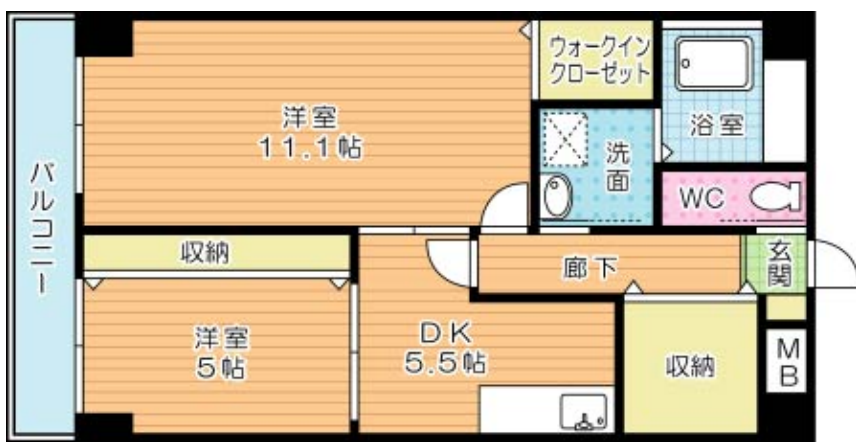 バルコニー
洋室
11.1帖
ウォークイン
クローゼット
浴室
洗面
WC
収納
廊下
玄関
洋室
5帖
DK
5.5帖
収納
MB